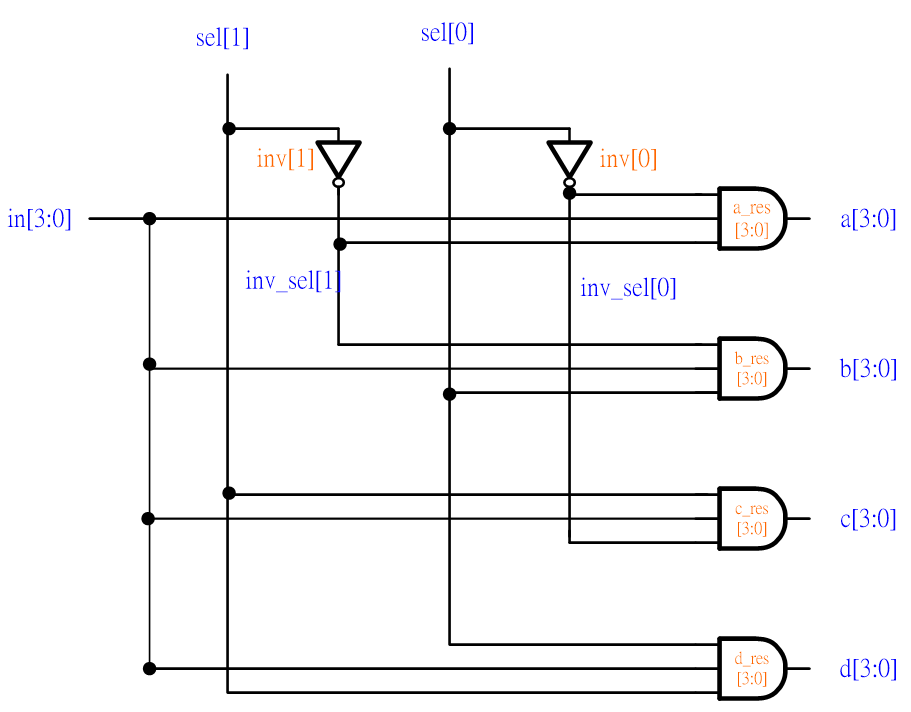 sel[1]
sel[0]
inv[1]
inv[0]
in[3:0]
a_res
[3:0]
a[3:0]
inv_sel[1]
inv_sel[0]
b_res
[3:0]
b[3:0]
c_res
[3:0]
c[3:0]
d_res
[3:0]
d[3:0]